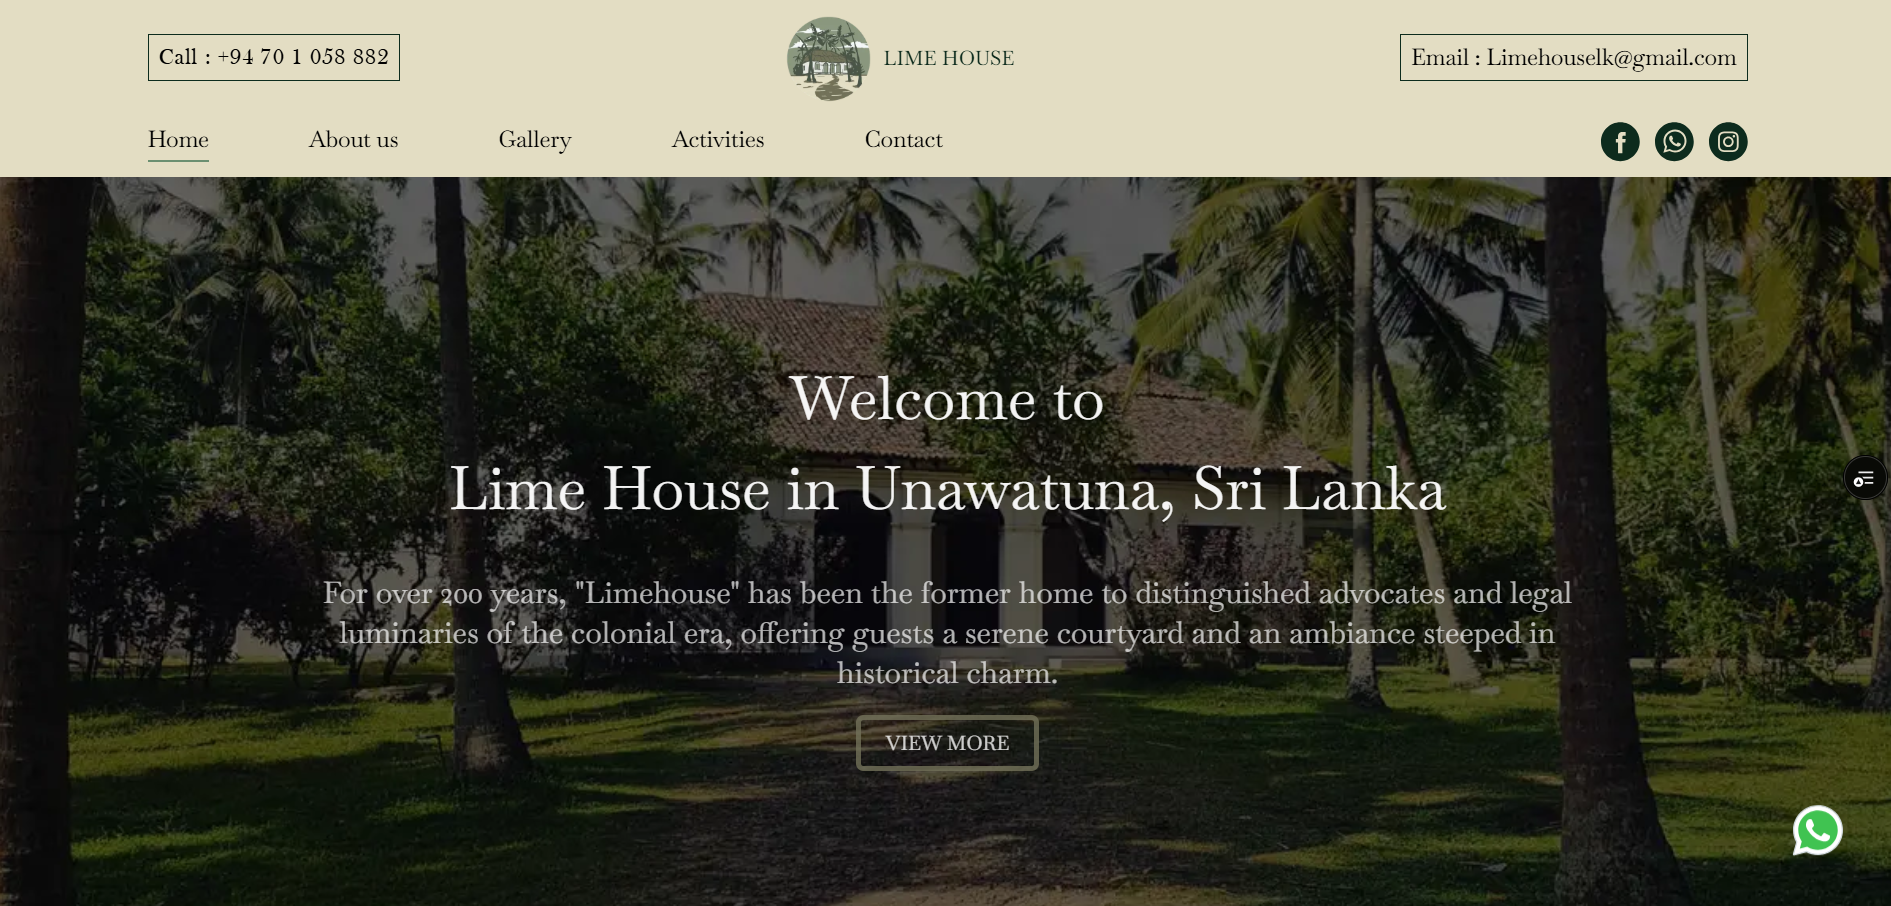 Call : +94 70 1 058 882
LIME HOUSE
Email : Limehouselk@gmail.com
Home
About us
Gallery
Activities
Contact
Welcome to
Lime House in Unawatuna, Sri Lanka
For over 200 years, "Limehouse" has been the former home to distinguished advocates and legal
luminaries of the colonial era, offering guests a serene courtyard and an ambiance steeped in
historical charm.
VIEW MORE